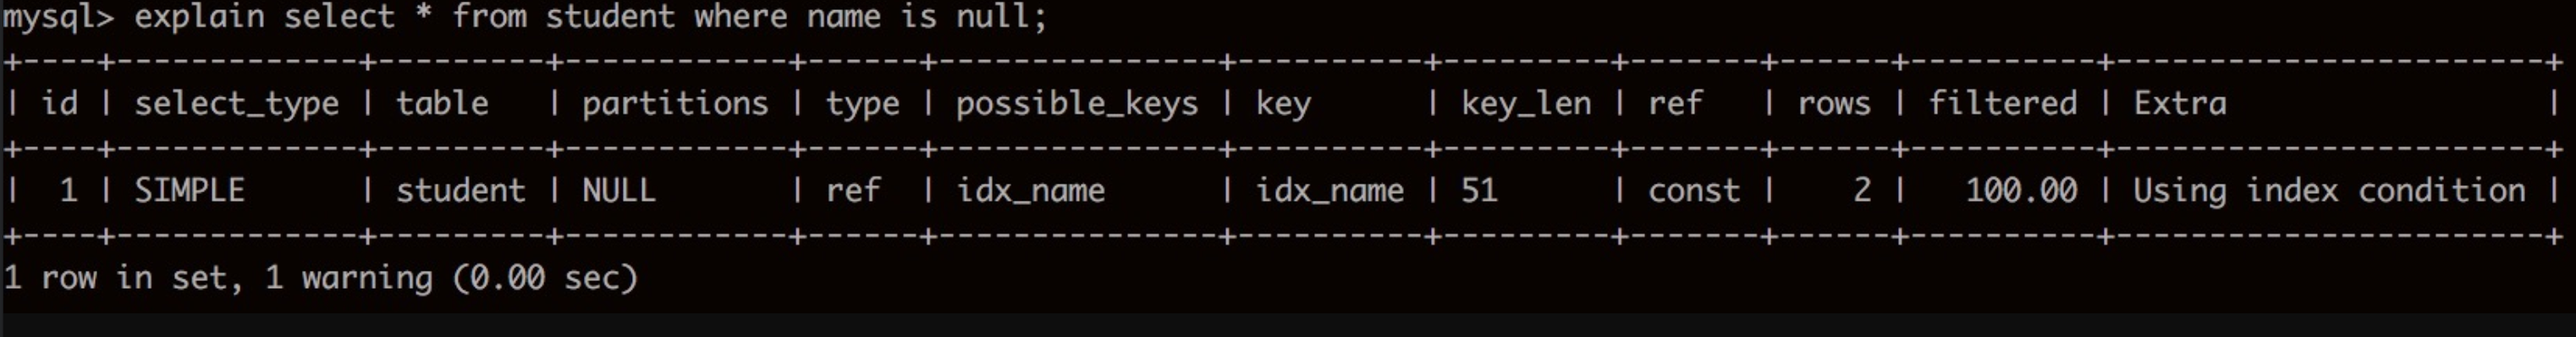 mysql> explain select * from student where name is null;
+----+-------------+---------+------------+------+---------------+----------+---------+-------+------+----------+-----------------------+
| id | select_type | table   | partitions | type | possible_keys | key      | key_len | ref   | rows | filtered | Extra                 |
+----+-------------+---------+------------+------+---------------+----------+---------+-------+------+----------+-----------------------+
|  1 | SIMPLE      | student | NULL       | ref  | idx_name      | idx_name | 51      | const |    2 |   100.00 | Using index condition |
+----+-------------+---------+------------+------+---------------+----------+---------+-------+------+----------+-----------------------+
1 row in set, 1 warning (0.00 sec)